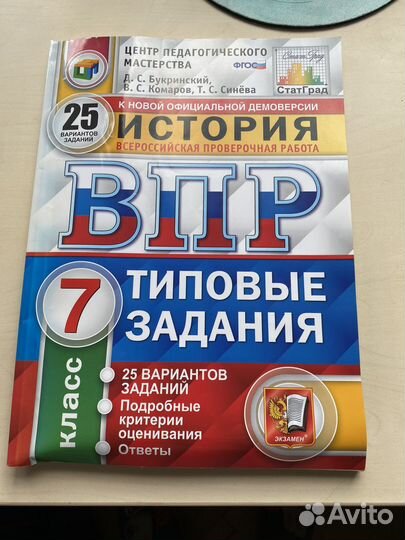 ЦЕНТР ПЕДАГОГИЧЕСКОГО
МАСТЕРСТВА
ФГОС
Д. С. Букринский,
В. С. Комаров, Т. С. Синёва
СтатГрад
25
ВАРИАНТОВ
ЗАДАНИЙ
К НОВОЙ ОФИЦИАЛЬНОЙ ДЕМОВЕРСИИ
ИСТОРИЯ
ВСЕРОССИЙСКАЯ ПРОВЕРОЧНАЯ РАБОТА
ВПР
7
класс
ТИПОВЫЕ
ЗАДАНИЯ
25 ВАРИАНТОВ
ЗАДАНИЙ
Подробные
критерии
оценивания
Ответы
ЭКЗАМЕН
Avito